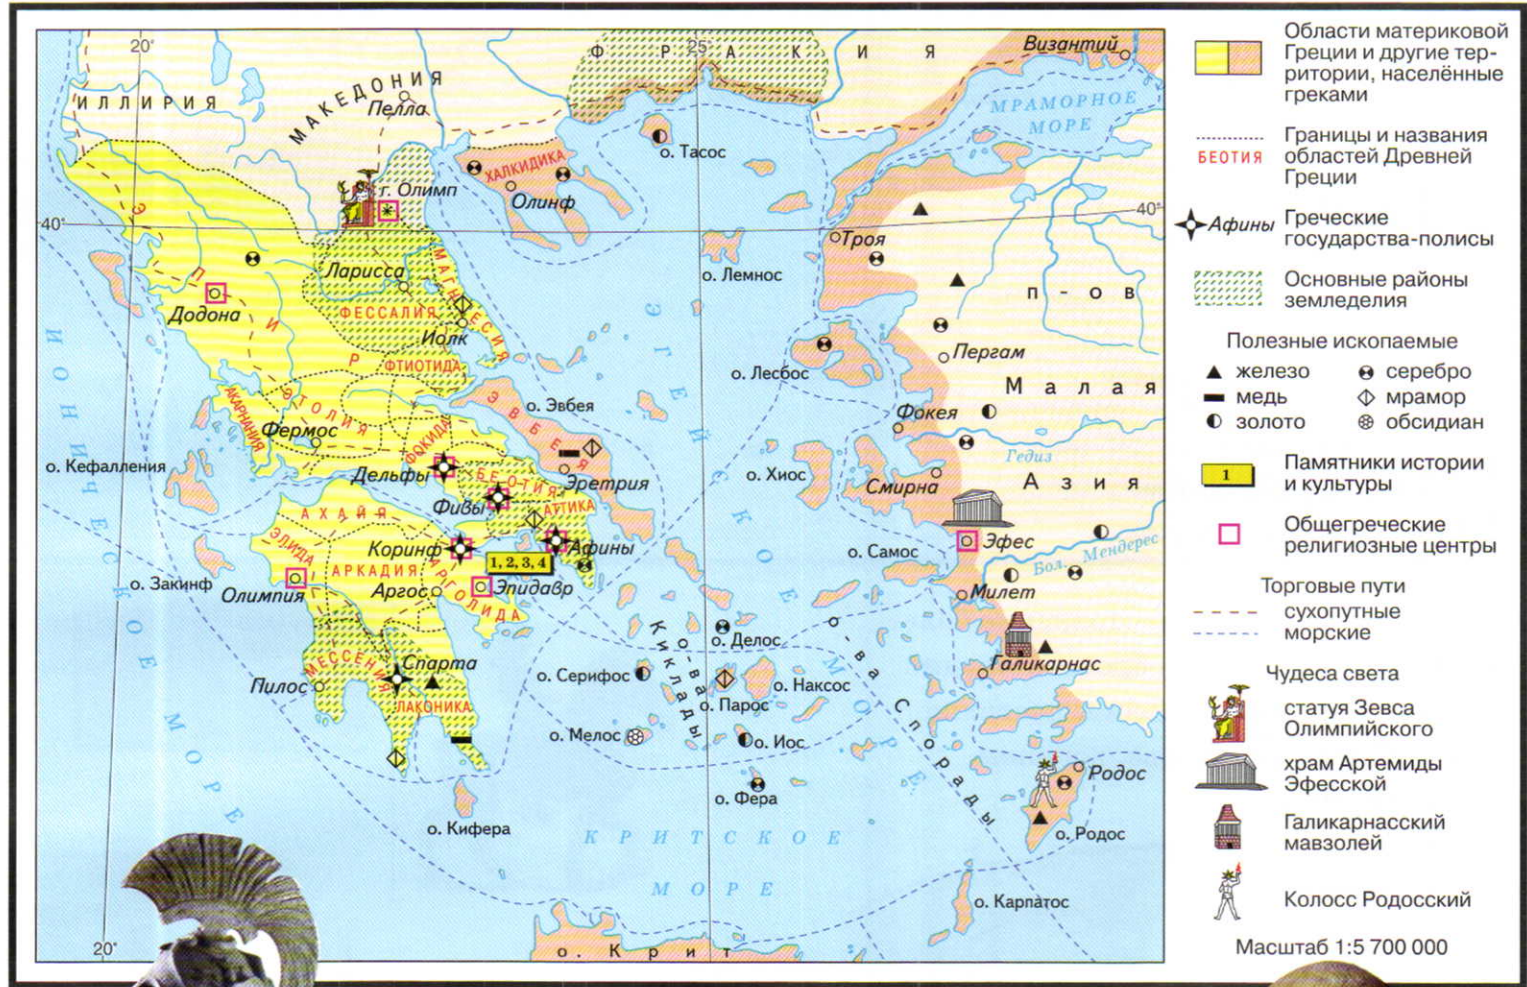 20°
25°
ФРАКИЯ
Византий
ИЛЛИРИЯ
МАКЕДОНИЯ
Пелла
МРАМОРНОЕ
МОРЕ
о. Тасос
ХАЛКИДИКА
Олинф
г. Олимп
40°
40°
ЭПИР
Троя
Ларисса
МАГНЕСИЯ
о. Лемнос
п-ов
Малая
Азия
Додона
ФЕССАЛИЯ
Иолк
ФТИОТИДА
ЭГЕЙСКОЕ
МОРЕ
Пергам
о. Лесбос
ИОНИЧЕСКОЕ МОРЕ
АКАРНАНИЯ
ЭТОЛИЯ
Фермос
ФОКИДА
ЭВБЕЯ
о. Эвбея
Фокея
Гедиз
о. Кефалления
Дельфы
БЕОТИЯ
Эретрия
о. Хиос
Смирна
Фивы
АТТИКА
АХАЙЯ
ЭЛИДА
Коринф
Афины
1, 2, 3, 4
о. Самос
Эфес
Бол. Мендерес
о. Закинф
Олимпия
АРКАДИЯ
Аргос
АРГОЛИДА
Эпидавр
Милет
о. Делос
о-ва
Киклады
о-ва Спорады
МЕССЕНИЯ
Спарта
Пилос
ЛАКОНИКА
о. Серифос
о. Наксос
о. Парос
Галикарнас
о. Мелос
о. Иос
о. Фера
Родос
о. Родос
о. Кифера
КРИТСКОЕ
МОРЕ
о. Карпатос
20°
о. Крит
Области материковой
Греции и другие тер-
ритории, населённые
греками
БЕОТИЯ
Границы и названия
областей Древней
Греции
Афины
Греческие
государства-полисы
Основные районы
земледелия
Полезные ископаемые
железо
серебро
медь
мрамор
золото
обсидиан
1
Памятники истории
и культуры
Общегреческие
религиозные центры
Торговые пути
сухопутные
морские
Чудеса света
статуя Зевса
Олимпийского
храм Артемиды
Эфесской
Галикарнасский
мавзолей
Колосс Родосский
Масштаб 1:5 700 000